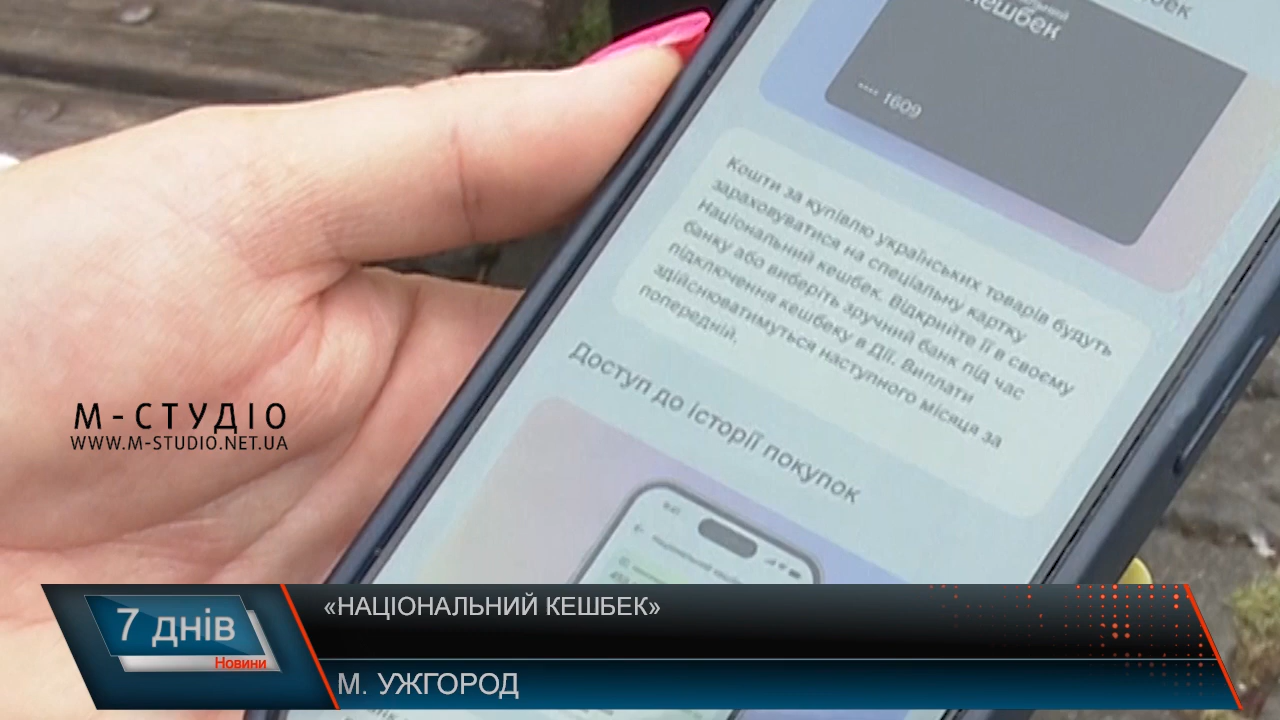 кешбек
•••• 1609
Кошти за купівлю українських товарів будуть
зараховуватися на спеціальну картку
Національний кешбек. Відкрийте її в своєму
банку або виберіть зручний банк під час
підключення кешбеку в Дії. Виплати
здійснюватимуться наступного місяця за
попередній.
Доступ до історії покупок
М-СТУДІО
WWW.M-STUDIO.NET.UA
7 днів
Новини
«НАЦІОНАЛЬНИЙ КЕШБЕК»
М. УЖГОРОД